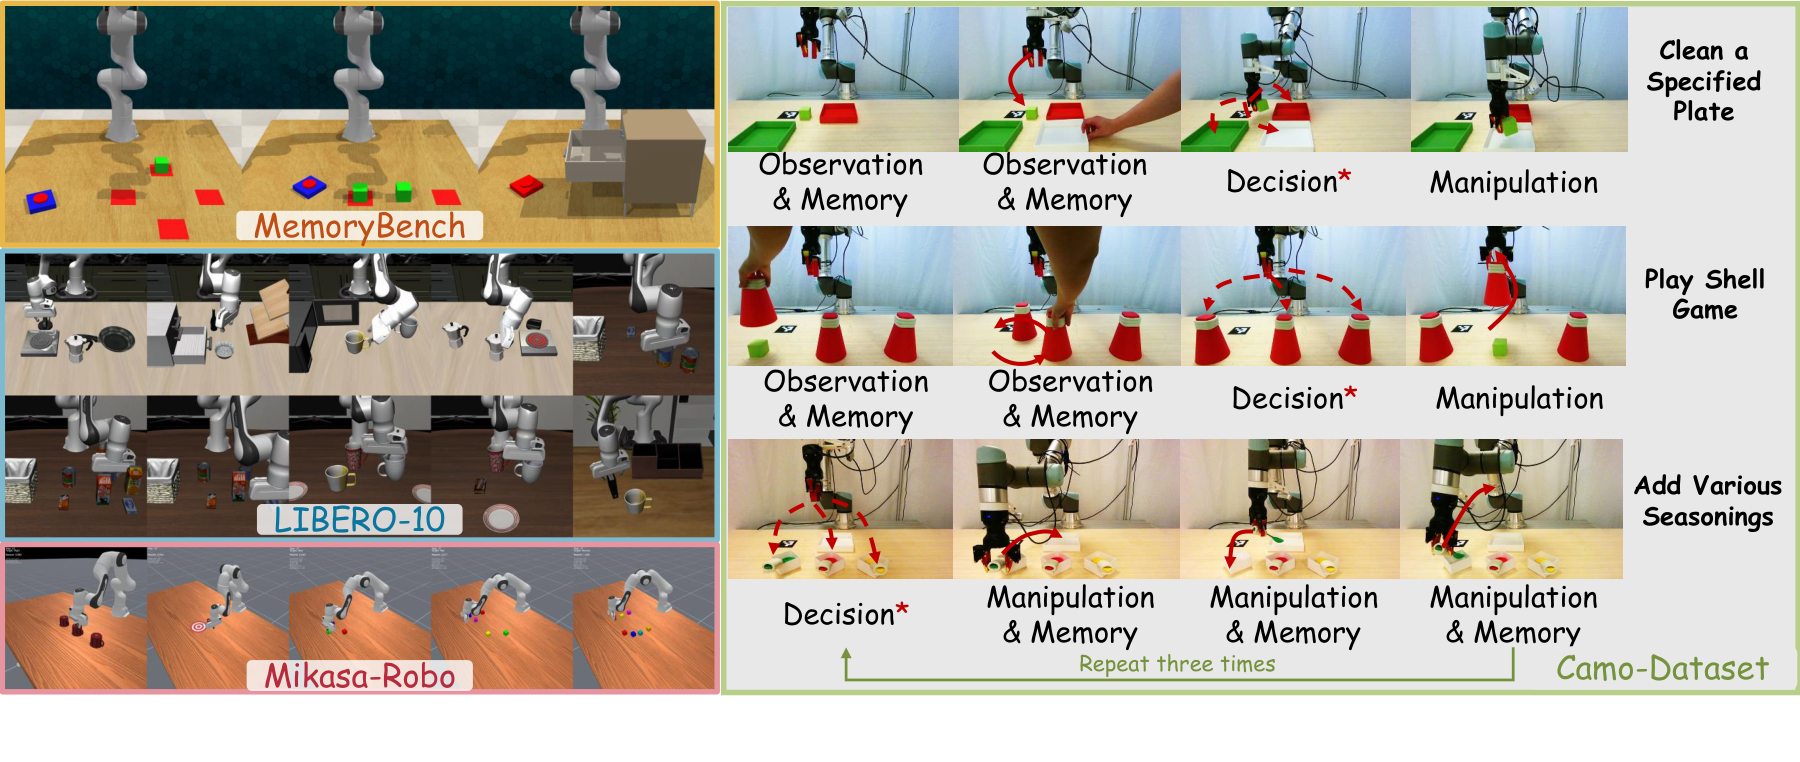 MemoryBench
LIBERO-10
Mikasa-Robo
Observation
& Memory
Observation
& Memory
Decision*
Manipulation
Clean a
Specified
Plate
Observation
& Memory
Observation
& Memory
Decision*
Manipulation
Play Shell
Game
Decision*
Manipulation
& Memory
Manipulation
& Memory
Manipulation
& Memory
Add Various
Seasonings
Repeat three times
Camo-Dataset